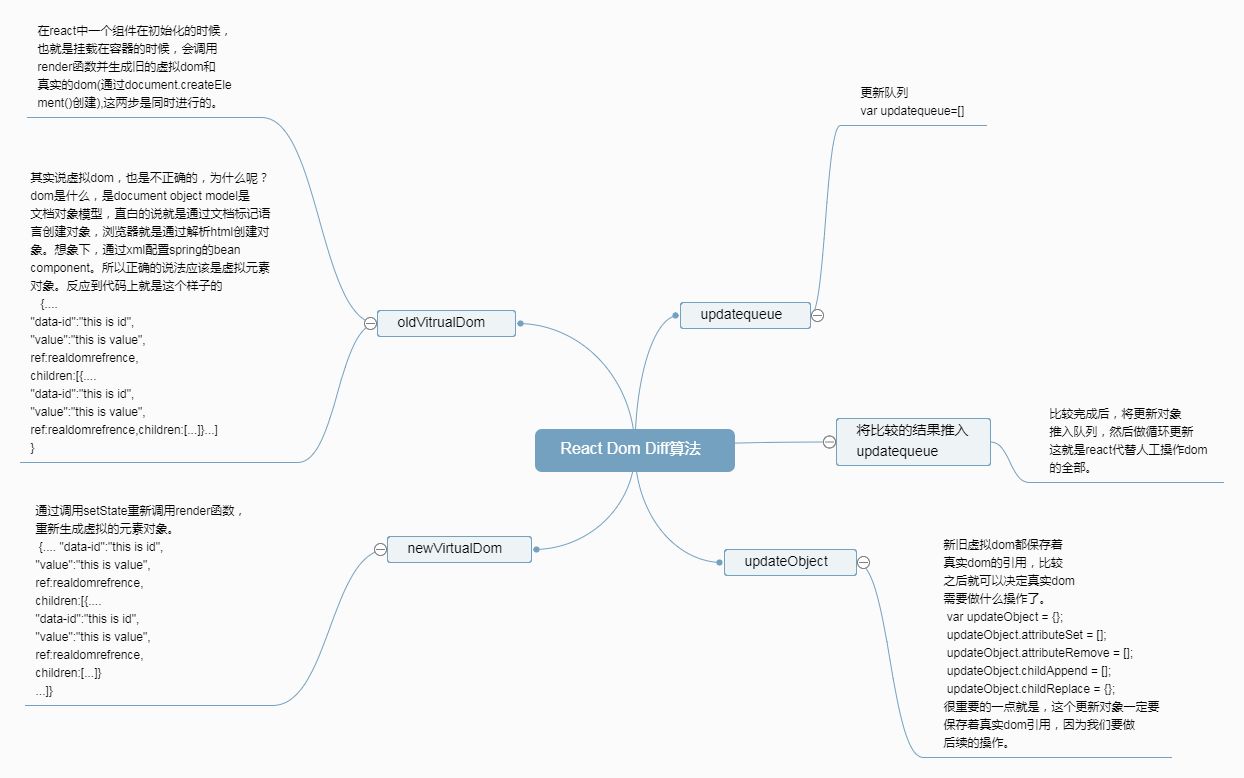 在react中一个组件在初始化的时候，
也就是挂载在容器的时候，会调用
render函数并生成旧的虚拟dom和
真实的dom(通过document.createEle
ment()创建),这两步是同时进行的。
其实说虚拟dom，也是不正确的，为什么呢？
dom是什么，是document object model是
文档对象模型，直白的说就是通过文档标记语
言创建对象，浏览器就是通过解析html创建对
象。想象下，通过xml配置spring的bean
component。所以正确的说法应该是虚拟元素
对象。反应到代码上就是这个样子的
{....
"data-id":"this is id",
"value":"this is value",
ref:realdomrefrence,
children:[{....
"data-id":"this is id",
"value":"this is value",
ref:realdomrefrence,children:[...]}...]
}
oldVitrualDom
通过调用setState重新调用render函数，
重新生成虚拟的元素对象。
{.... "data-id":"this is id",
"value":"this is value",
ref:realdomrefrence,
children:[{....
"data-id":"this is id",
"value":"this is value",
ref:realdomrefrence,
children:[...]}
...]}
newVirtualDom
React Dom Diff算法
更新队列
var updatequeue=[]
updatequeue
将比较的结果推入
updatequeue
比较完成后，将更新对象
推入队列，然后做循环更新
这就是react代替人工操作dom
的全部。
updateObject
新旧虚拟dom都保存着
真实dom的引用，比较
之后就可以决定真实dom
需要做什么操作了。
var updateObject = {};
updateObject.attributeSet = [];
updateObject.attributeRemove = [];
updateObject.childAppend = [];
updateObject.childReplace = {};
很重要的一点就是，这个更新对象一定要
保存着真实dom引用，因为我们要做
后续的操作。